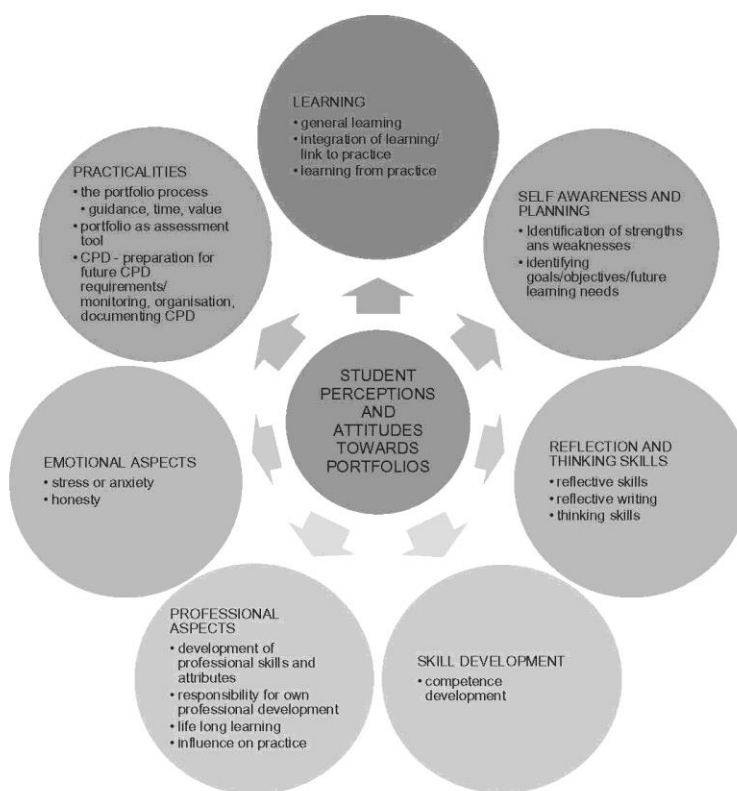 LEARNING
• general learning
• integration of learning/
link to practice
• learning from practice
SELF AWARENESS AND
PLANNING
• Identification of strengths
ans weaknesses
• identifying
goals/objectives/future
learning needs
REFLECTION AND
THINKING SKILLS
• reflective skills
• reflective writing
• thinking skills
SKILL DEVELOPMENT
• competence
development
PROFESSIONAL
ASPECTS
• development of
professional skills and
attributes
• responsibility for own
professional development
• life long learning
• influence on practice
EMOTIONAL ASPECTS
• stress or anxiety
• honesty
PRACTICALITIES
• the portfolio process
• guidance, time, value
• portfolio as assessment
tool
• CPD - preparation for
future CPD
requirements/
monitoring, organisation,
documenting CPD
STUDENT
PERCEPTIONS
AND
ATTITUDES
TOWARDS
PORTFOLIOS